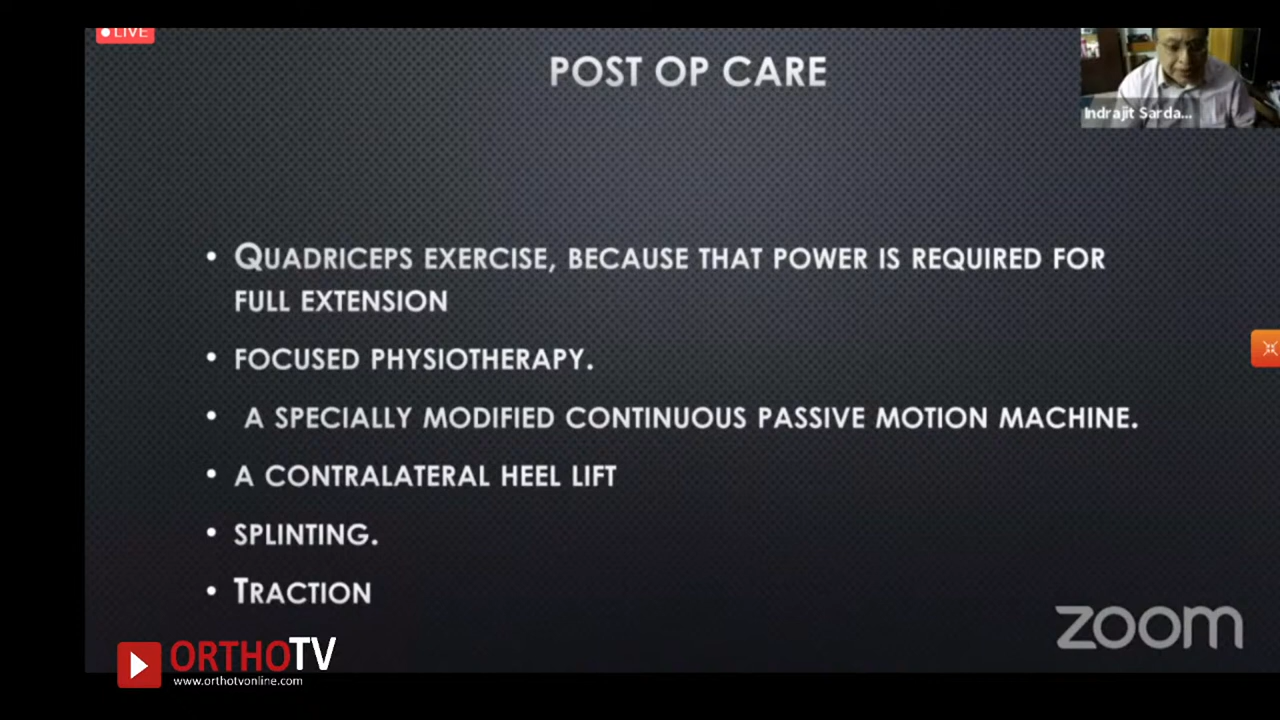 LIVE
POST OP CARE
Indrajit Sarda...
• QUADRICEPS EXERCISE, BECAUSE THAT POWER IS REQUIRED FOR
FULL EXTENSION
• FOCUSED PHYSIOTHERAPY.
• A SPECIALLY MODIFIED CONTINUOUS PASSIVE MOTION MACHINE.
• A CONTRALATERAL HEEL LIFT
• SPLINTING.
• TRACTION
zoom
ORTHOTV
www.orthotvonline.com